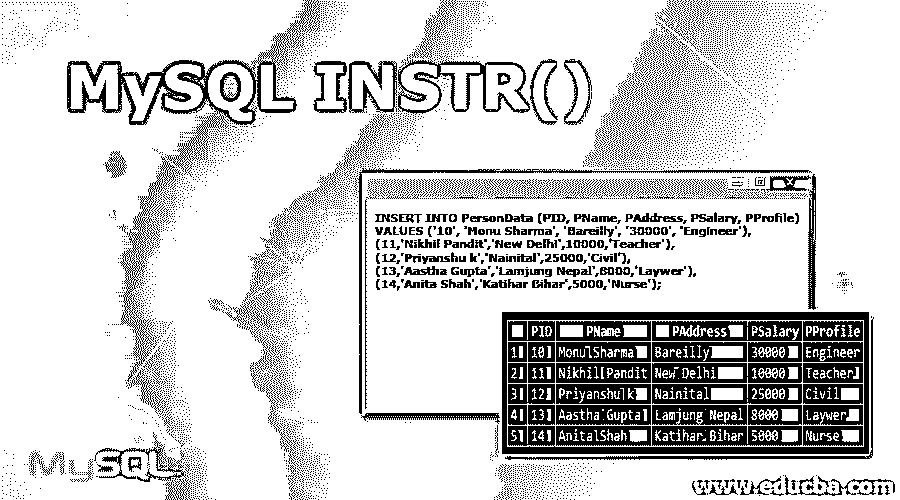 MySQL INSTR()
INSERT INTO PersonData (PID, PName, PAddress, PSalary, PProfile)
VALUES ('10', 'Monu Sharma', 'Bareilly', '30000', 'Engineer'),
(11,'Nikhil Pandit','New Delhi',10000,'Teacher'),
(12,'Priyanshu k','Nainital',25000,'Civil'),
(13,'Aastha Gupta','Lamjung Nepal',8000,'Laywer'),
(14,'Anita Shah','Katihar Bihar',5000,'Nurse');
PID PName PAddress PSalary PProfile
1 10 Monu Sharma Bareilly 30000 Engineer
2 11 Nikhil Pandit New Delhi 10000 Teacher
3 12 Priyanshu k Nainital 25000 Civil
4 13 Aastha Gupta Lamjung Nepal 8000 Laywer
5 14 Anita Shah Katihar Bihar 5000 Nurse
MySQL
www.educba.com